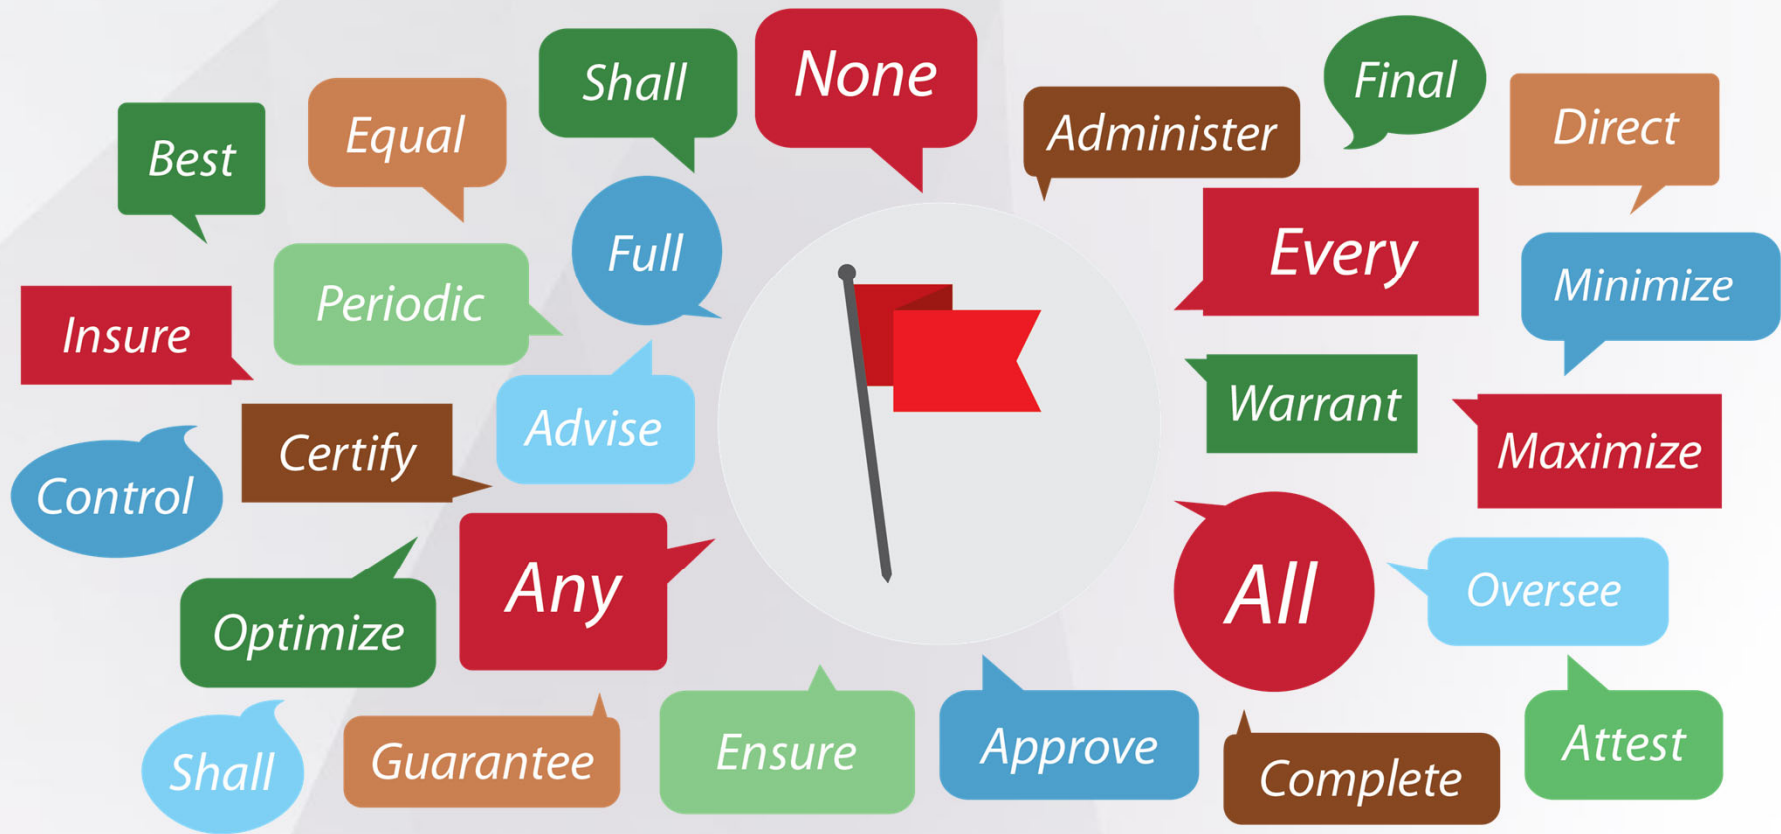 None
Shall
Final
Equal
Administer
Direct
Best
Full
Every
Minimize
Periodic
Insure
Advise
Warrant
Certify
Maximize
Control
Any
All
Oversee
Optimize
Ensure
Approve
Attest
Guarantee
Shall
Complete